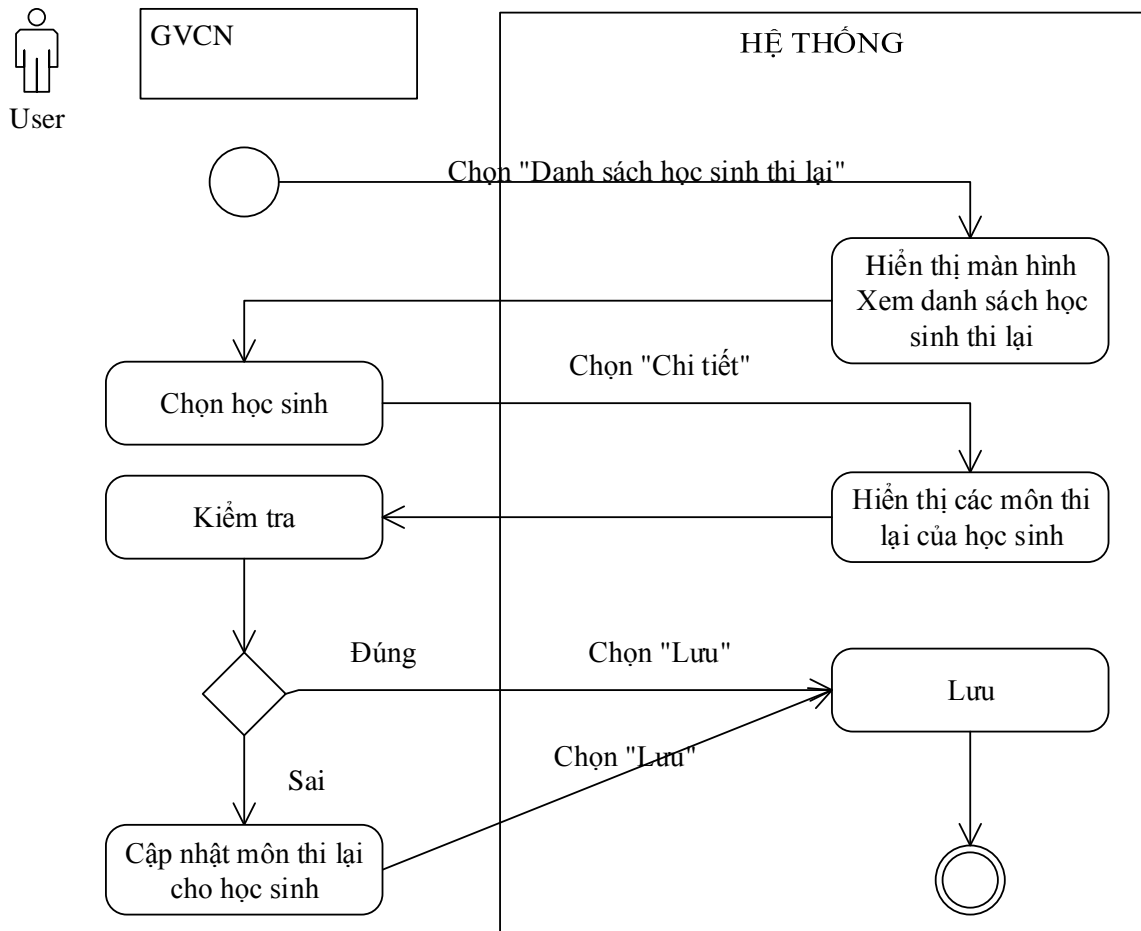 GVCN
HỆ THỐNG
User
Chọn "Danh sách học sinh thi lại"
Hiển thị màn hình
Xem danh sách học
sinh thi lại
Chọn "Chi tiết"
Chọn học sinh
Kiểm tra
Hiển thị các môn thi
lại của học sinh
Đúng
Chọn "Lưu"
Lưu
Chọn "Lưu"
Sai
Cập nhật môn thi lại
cho học sinh